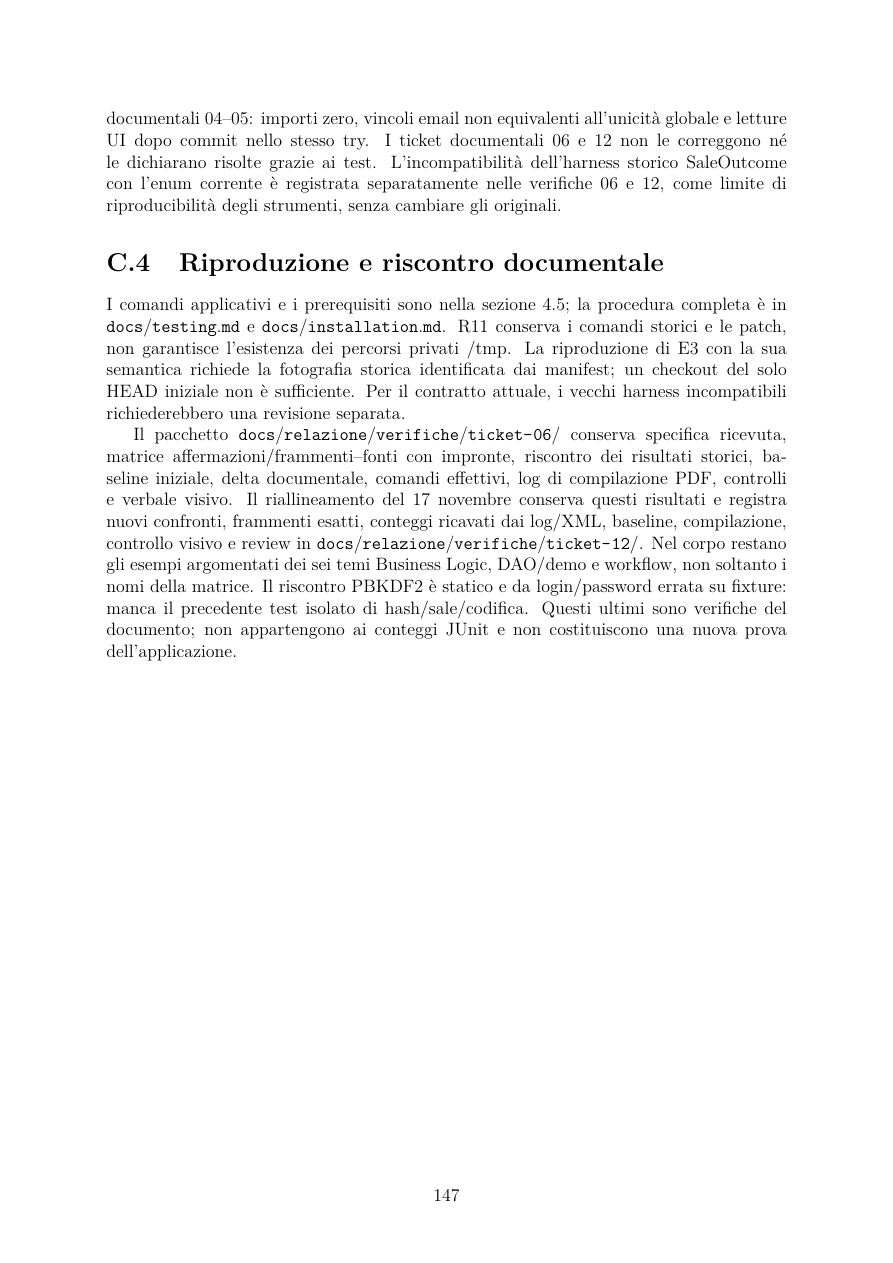 documentali 04–05: importi zero, vincoli email non equivalenti all'unicità globale e letture
UI dopo commit nello stesso try. I ticket documentali 06 e 12 non le correggono né
le dichiarano risolte grazie ai test. L'incompatibilità dell'harness storico SaleOutcome
con l'enum corrente è registrata separatamente nelle verifiche 06 e 12, come limite di
riproducibilità degli strumenti, senza cambiare gli originali.
C.4 Riproduzione e riscontro documentale
I comandi applicativi e i prerequisiti sono nella sezione 4.5; la procedura completa è in
docs/testing.md e docs/installation.md. R11 conserva i comandi storici e le patch,
non garantisce l'esistenza dei percorsi privati /tmp. La riproduzione di E3 con la sua
semantica richiede la fotografia storica identificata dai manifest; un checkout del solo
HEAD iniziale non è sufficiente. Per il contratto attuale, i vecchi harness incompatibili
richiederebbero una revisione separata.
Il pacchetto docs/relazione/verifiche/ticket-06/ conserva specifica ricevuta,
matrice affermazioni/frammenti–fonti con impronte, riscontro dei risultati storici, ba-
seline iniziale, delta documentale, comandi effettivi, log di compilazione PDF, controlli
e verbale visivo. Il riallineamento del 17 novembre conserva questi risultati e registra
nuovi confronti, frammenti esatti, conteggi ricavati dai log/XML, baseline, compilazione,
controllo visivo e review in docs/relazione/verifiche/ticket-12/. Nel corpo restano
gli esempi argomentati dei sei temi Business Logic, DAO/demo e workflow, non soltanto i
nomi della matrice. Il riscontro PBKDF2 è statico e da login/password errata su fixture:
manca il precedente test isolato di hash/sale/codifica. Questi ultimi sono verifiche del
documento; non appartengono ai conteggi JUnit e non costituiscono una nuova prova
dell'applicazione.
147